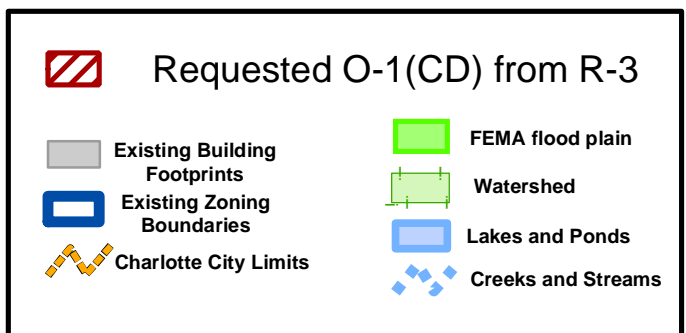 Requested O-1(CD) from R-3
Existing Building
Footprints
Existing Zoning
Boundaries
Charlotte City Limits
FEMA flood plain
Watershed
Lakes and Ponds
Creeks and Streams